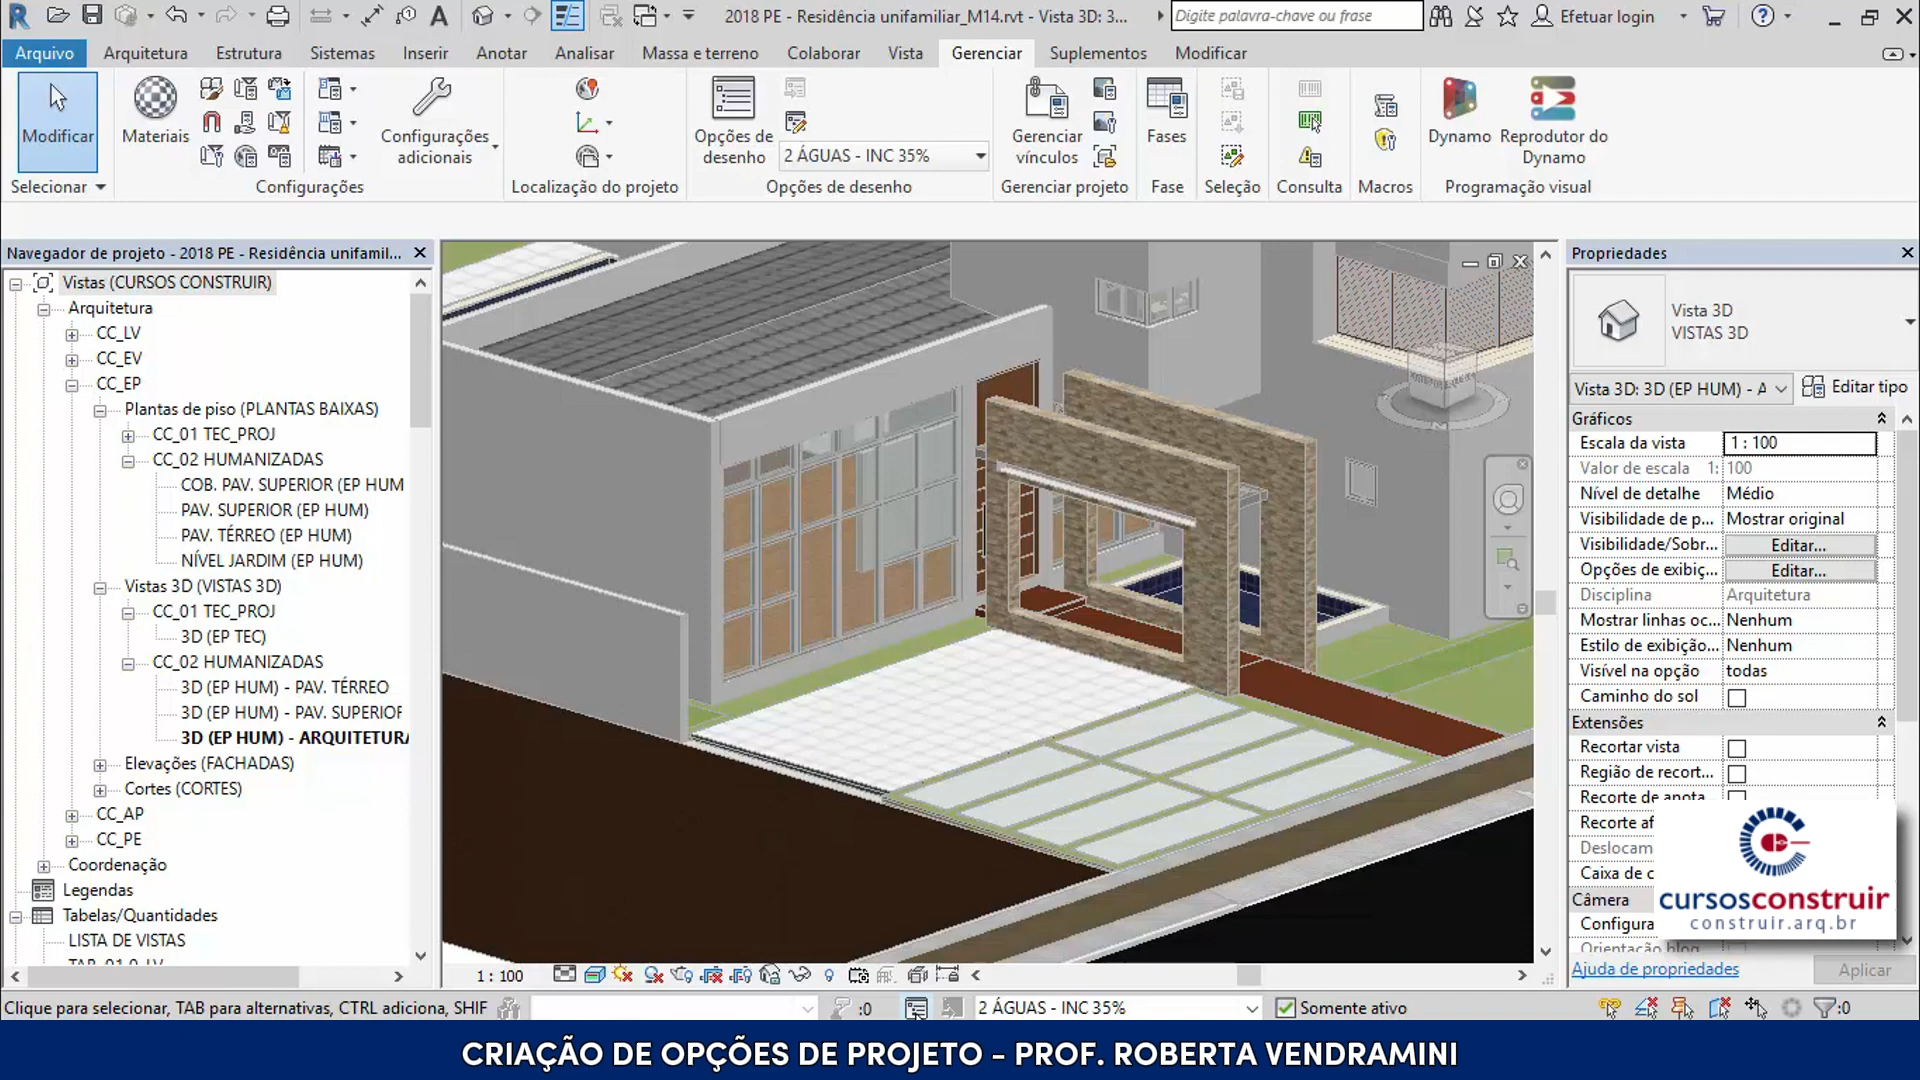 2018 PE - Residência unifamiliar_M14.rvt - Vista 3D: 3...
Digite palavra-chave ou frase
Efetuar login
Arquivo
Arquitetura
Estrutura
Sistemas
Inserir
Anotar
Analisar
Massa e terreno
Colaborar
Vista
Gerenciar
Suplementos
Modificar
Modificar
Materiais
Configurações adicionais
Opções de desenho
2 ÁGUAS - INC 35%
Gerenciar vínculos
Fases
Dynamo
Reprodutor do Dynamo
Selecionar
Configurações
Localização do projeto
Opções de desenho
Gerenciar projeto
Fase
Seleção
Consulta
Macros
Programação visual
Navegador de projeto - 2018 PE - Residência unifamil...
Vistas (CURSOS CONSTRUIR)
Arquitetura
CC_LV
CC_EV
CC_EP
Plantas de piso (PLANTAS BAIXAS)
CC_01 TEC_PROJ
CC_02 HUMANIZADAS
COB. PAV. SUPERIOR (EP HUM
PAV. SUPERIOR (EP HUM)
PAV. TÉRREO (EP HUM)
NÍVEL JARDIM (EP HUM)
Vistas 3D (VISTAS 3D)
CC_01 TEC_PROJ
3D (EP TEC)
CC_02 HUMANIZADAS
3D (EP HUM) - PAV. TÉRREO
3D (EP HUM) - PAV. SUPERIOR
3D (EP HUM) - ARQUITETURA
Elevações (FACHADAS)
Cortes (CORTES)
CC_AP
CC_PE
Coordenação
Legendas
Tabelas/Quantidades
LISTA DE VISTAS
Propriedades
Vista 3D
VISTAS 3D
Vista 3D: 3D (EP HUM) - A
Editar tipo
Gráficos
Escala da vista 1 : 100
Valor de escala 1: 100
Nível de detalhe Médio
Visibilidade de p... Mostrar original
Visibilidade/Sobr... Editar...
Opções de exibiç... Editar...
Disciplina Arquitetura
Mostrar linhas oc... Nenhum
Estilo de exibição... Nenhum
Visível na opção todas
Caminho do sol
Extensões
Recortar vista
Região de recort...
Recorte de anota
Recorte af
Deslocam
Caixa de c
Câmera
Configura
cursosconstruir
construir.arq.br
Ajuda de propriedades
Aplicar
1 : 100
Clique para selecionar, TAB para alternativas, CTRL adiciona, SHIF
:0
2 ÁGUAS - INC 35%
Somente ativo
:0
CRIAÇÃO DE OPÇÕES DE PROJETO - PROF. ROBERTA VENDRAMINI